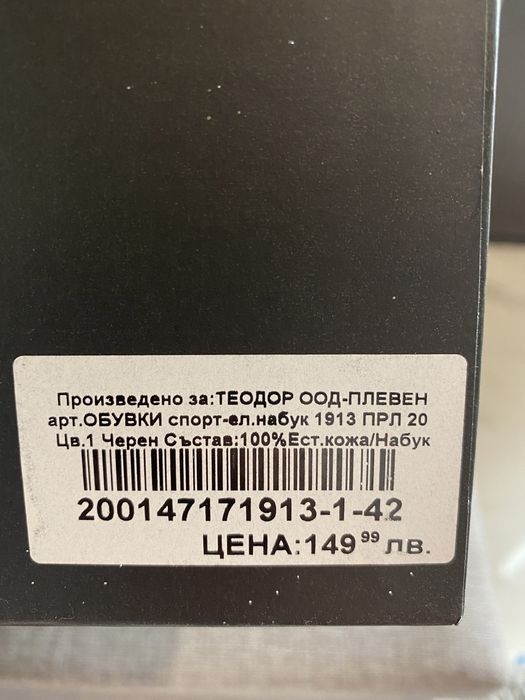 Произведено за:ТЕОДОР ООД-ПЛЕВЕН
арт.ОБУВКИ спорт-ел.набук 1913 ПРЛ 20
Цв.1 Черен Състав:100%Ест.кожа/Набук
200147171913-1-42
ЦЕНА:149 99 лв.